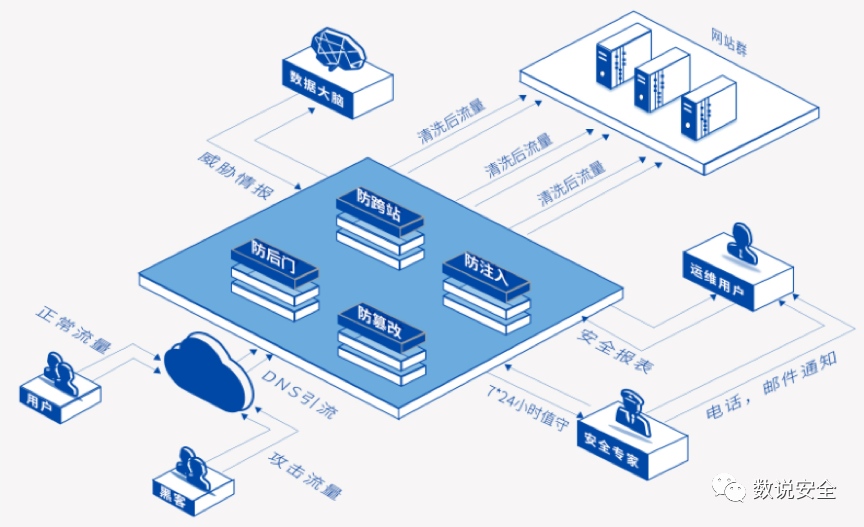 网站群
数据大脑
清洗后流量
清洗后流量
清洗后流量
威胁情报
防跨站
防后门
防注入
防篡改
运维用户
正常流量
用户
DNS引流
安全报表
7*24小时值守
电话，邮件通知
安全专家
攻击流量
黑客
数说安全